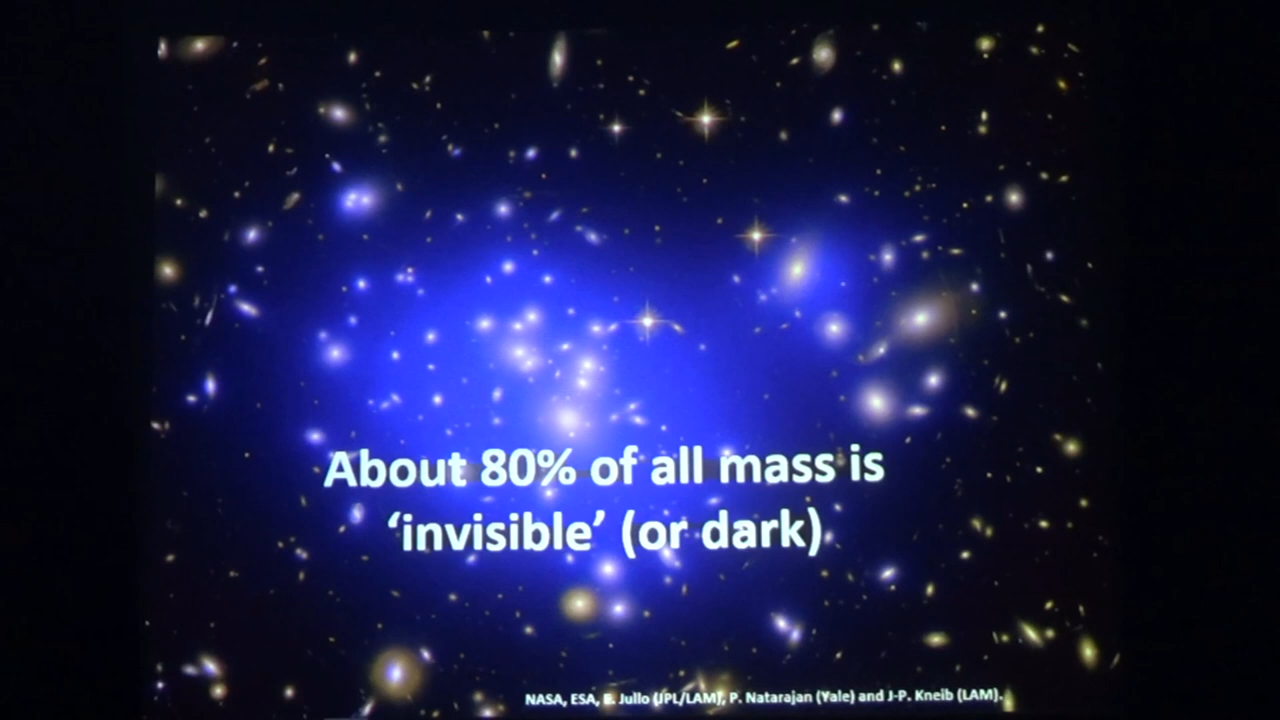 About 80% of all mass is
‘invisible’ (or dark)
NASA, ESA, E. Jullo (JPL/LAM), P. Natarajan (Yale) and J-P. Kneib (LAM).